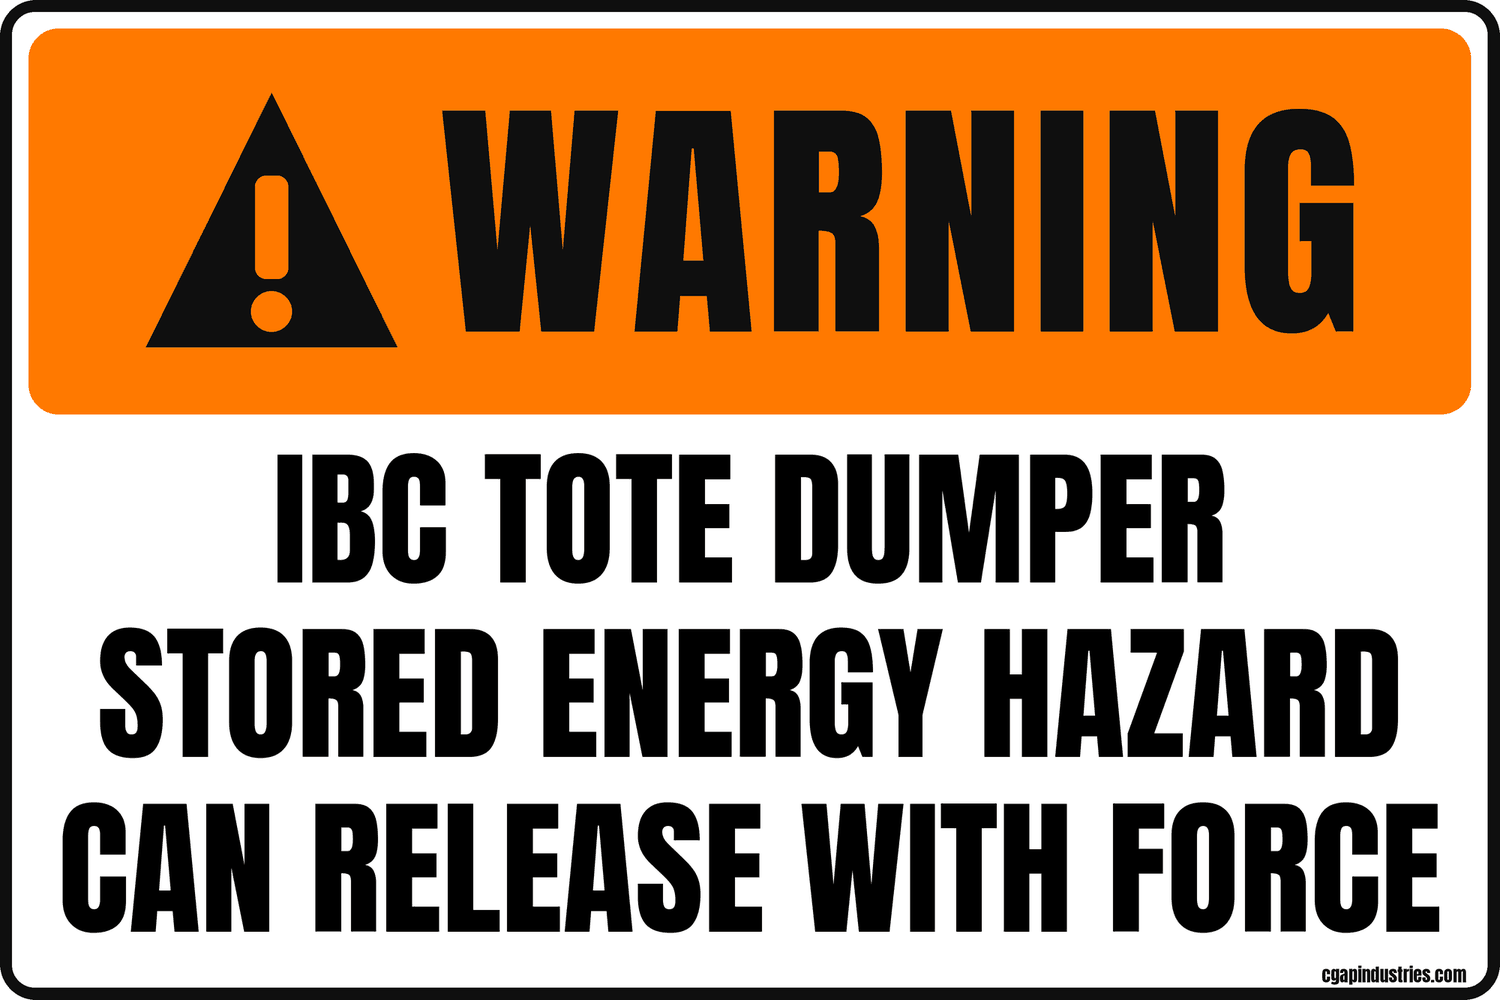 WARNING
IBC TOTE DUMPER
STORED ENERGY HAZARD
CAN RELEASE WITH FORCE
cgapindustries.com